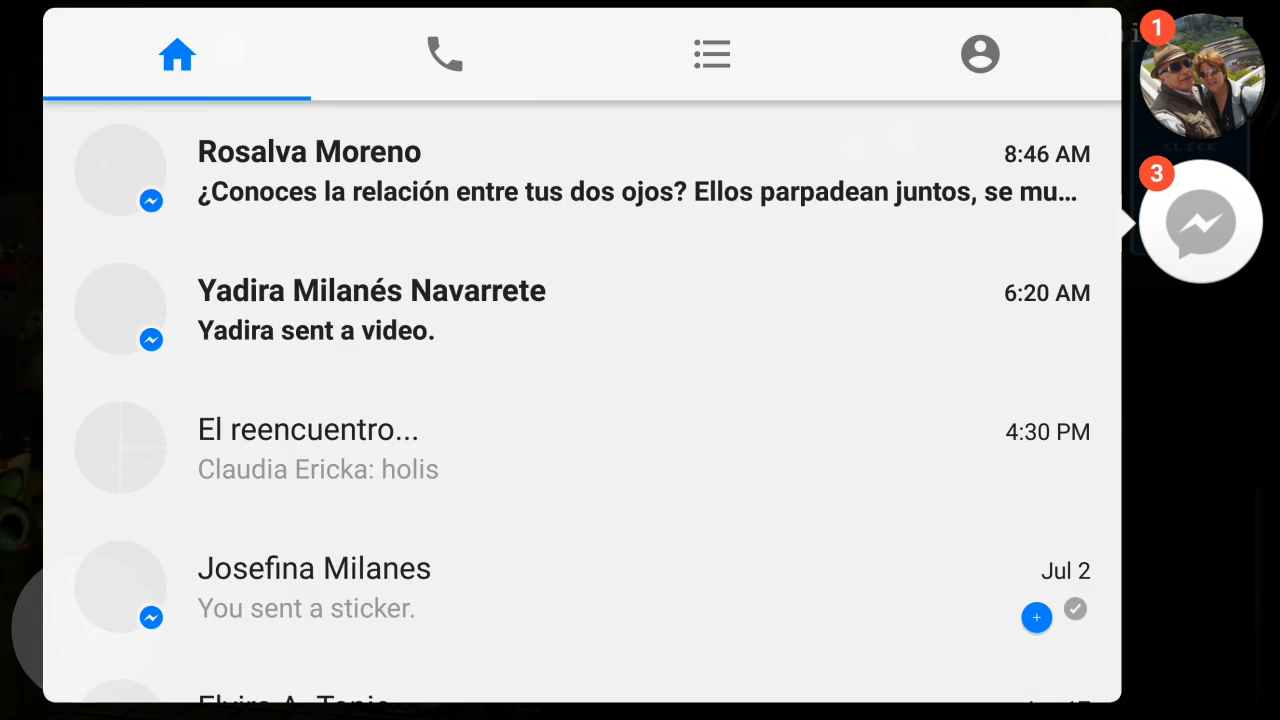 1
3
Rosalva Moreno
8:46 AM
¿Conoces la relación entre tus dos ojos? Ellos parpadean juntos, se mu...
CLICK
Yadira Milanés Navarrete
6:20 AM
Yadira sent a video.
El reencuentro...
4:30 PM
Claudia Ericka: holis
Josefina Milanes
Jul 2
You sent a sticker.
+